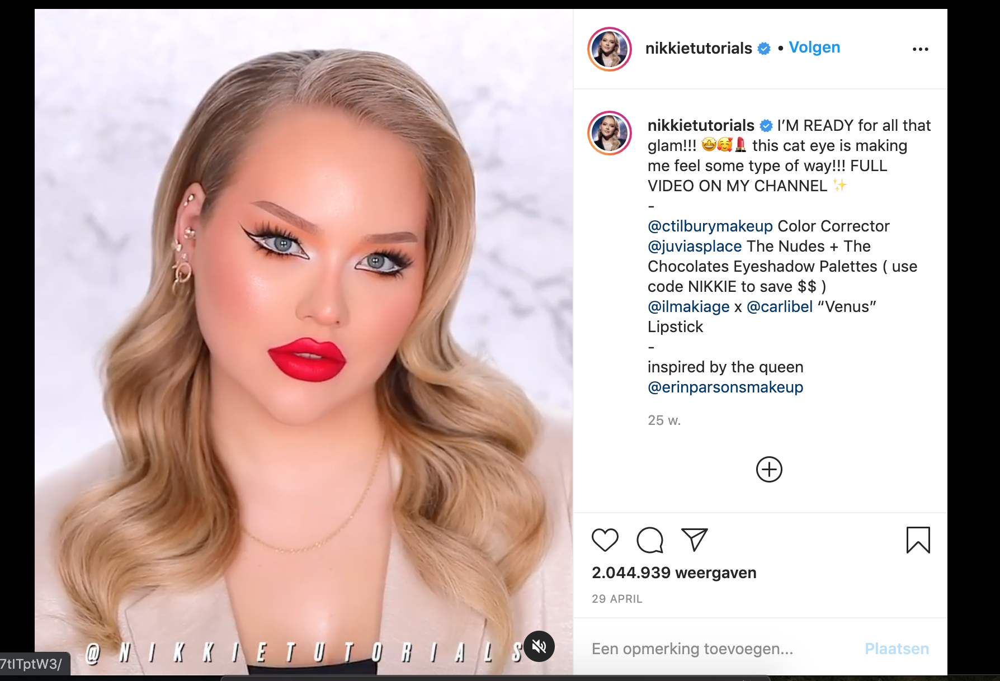 nikkietutorials • Volgen
nikkietutorials I’M READY for all that
glam!!! 🤩🥰💄 this cat eye is making
me feel some type of way!!! FULL
VIDEO ON MY CHANNEL ✨
-
@ctilburymakeup Color Corrector
@juviasplace The Nudes + The
Chocolates Eyeshadow Palettes ( use
code NIKKIE to save $$ )
@ilmakiage x @carlibel “Venus”
Lipstick
-
inspired by the queen
@erinparsonsmakeup
25 w.
2.044.939 weergaven
29 APRIL
Een opmerking toevoegen...
Plaatsen
@NIKKIETUTORIALS
7tITptW3/